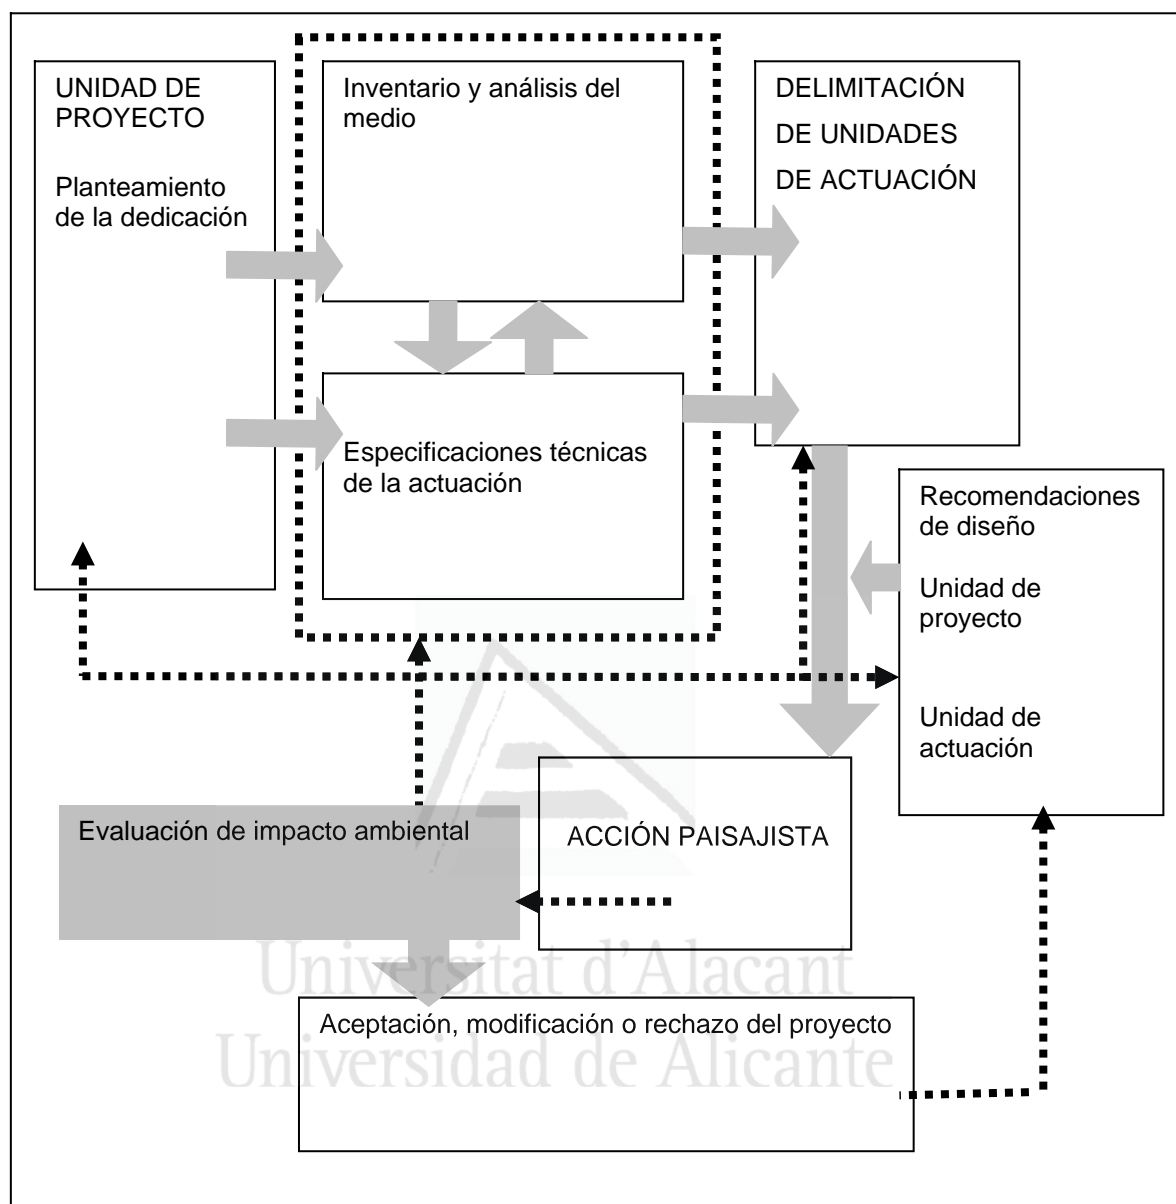 UNIDAD DE
PROYECTO
Planteamiento
de la dedicación
Inventario y análisis del
medio
Especificaciones técnicas
de la actuación
DELIMITACIÓN
DE UNIDADES
DE ACTUACIÓN
Recomendaciones
de diseño
Unidad de
proyecto
Unidad de
actuación
ACCIÓN PAISAJISTA
Evaluación de impacto ambiental
Aceptación, modificación o rechazo del proyecto
Universitat d'Alacant
Universidad de Alicante